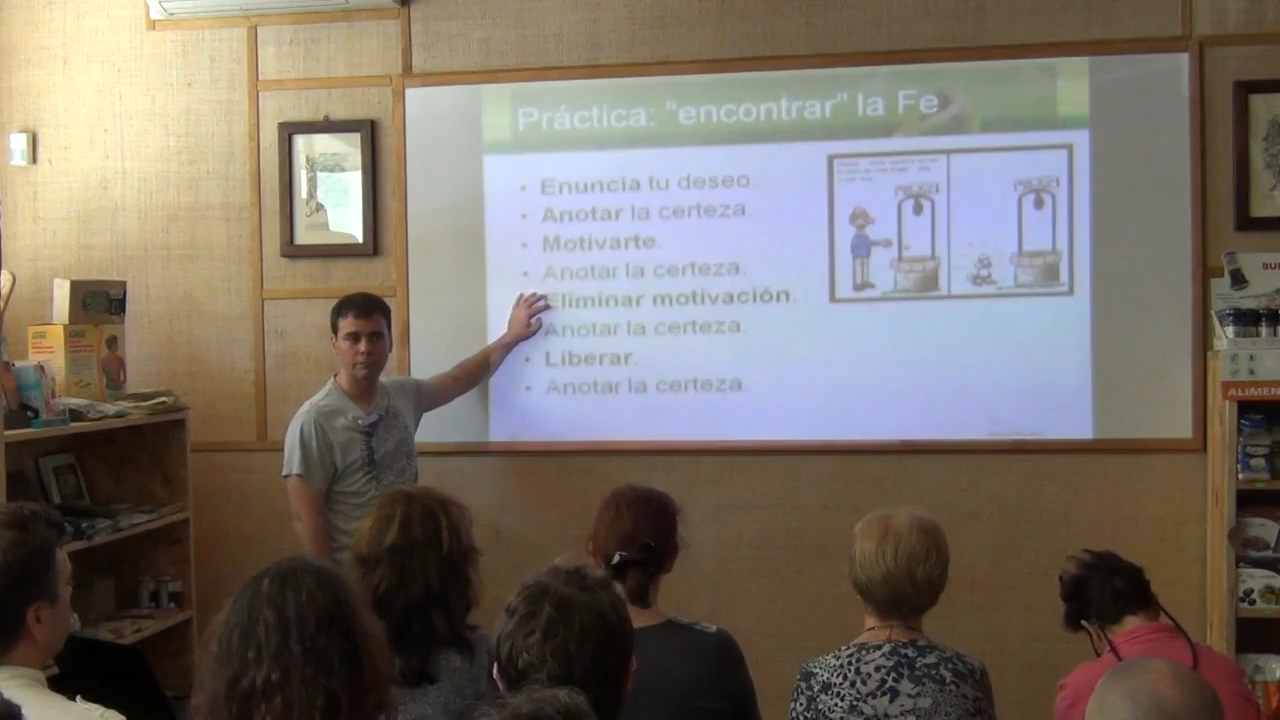 Práctica: "encontrar" la Fe
• Enuncia tu deseo
• Anotar la certeza
• Motivarte.
• Anotar la certeza.
Eliminar motivación.
Anotar la certeza.
• Liberar.
• Anotar la certeza.
ALIMEN